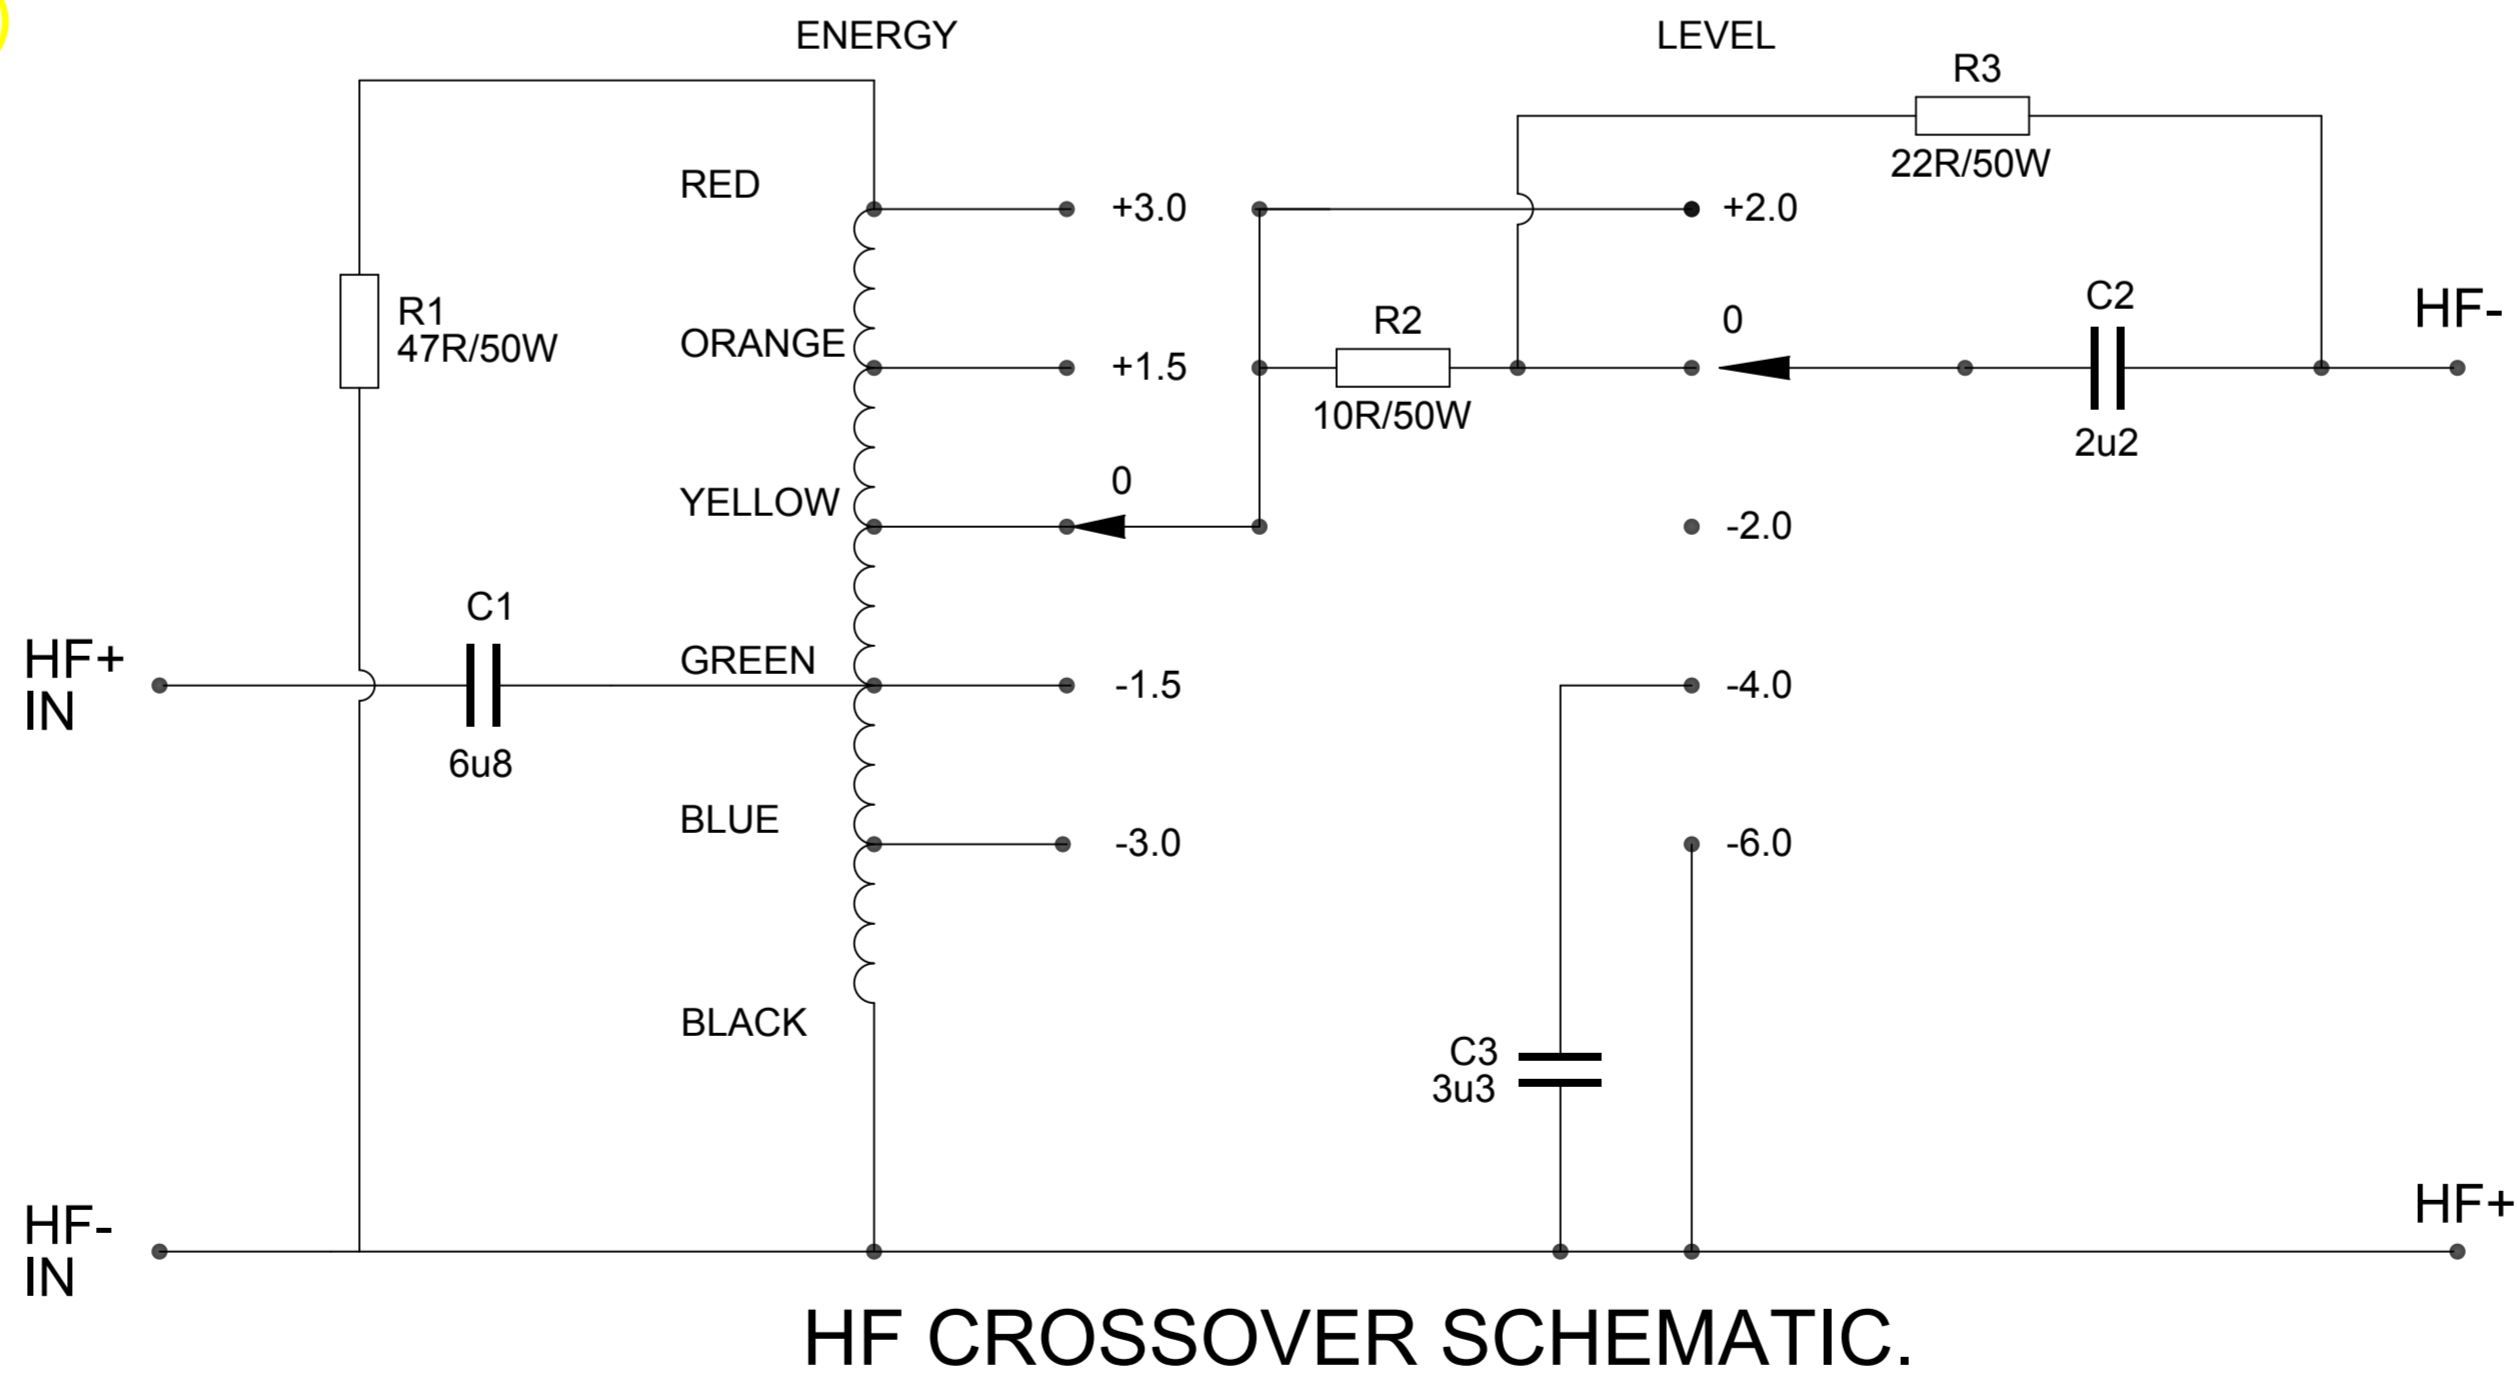 ENERGY
LEVEL
R3
22R/50W
RED
+3.0
+2.0
R1
47R/50W
ORANGE
+1.5
R2
10R/50W
0
C2
2u2
HF-
YELLOW
0
-2.0
C1
6u8
HF+
IN
GREEN
-1.5
-4.0
BLUE
-3.0
-6.0
BLACK
C3
3u3
HF-
IN
HF+
HF CROSSOVER SCHEMATIC.